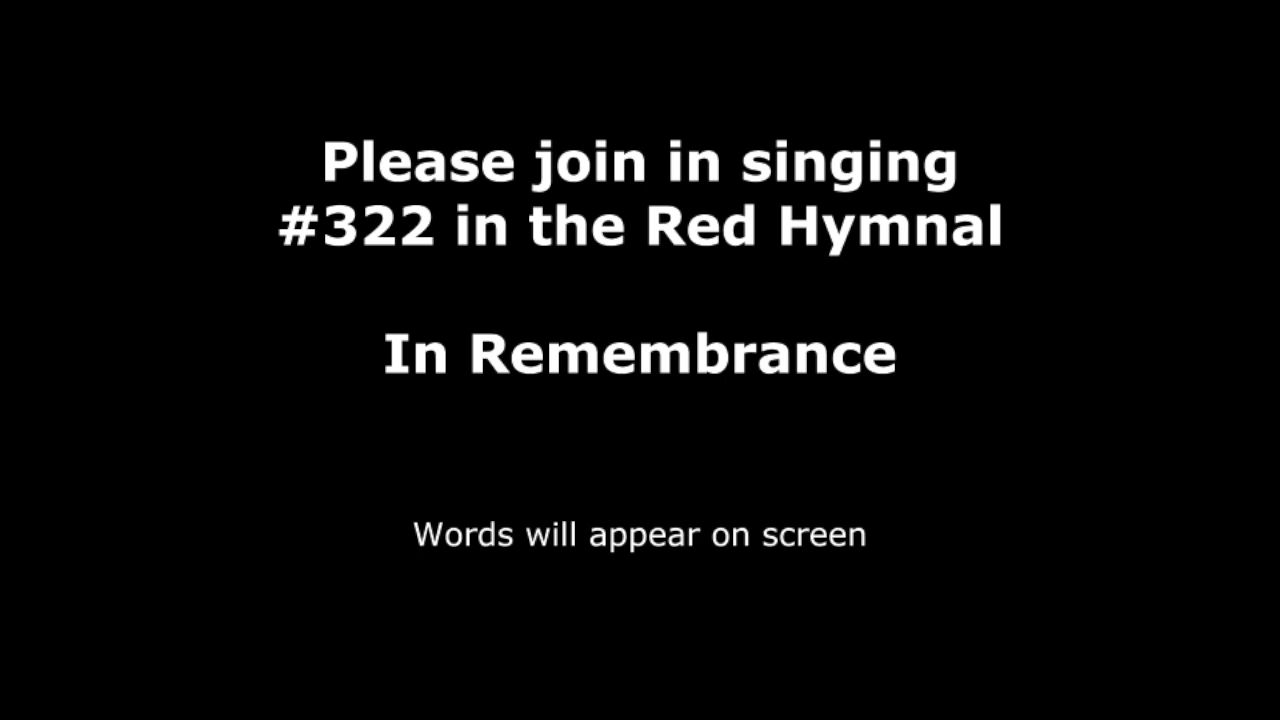 Please join in singing
#322 in the Red Hymnal
In Remembrance
Words will appear on screen